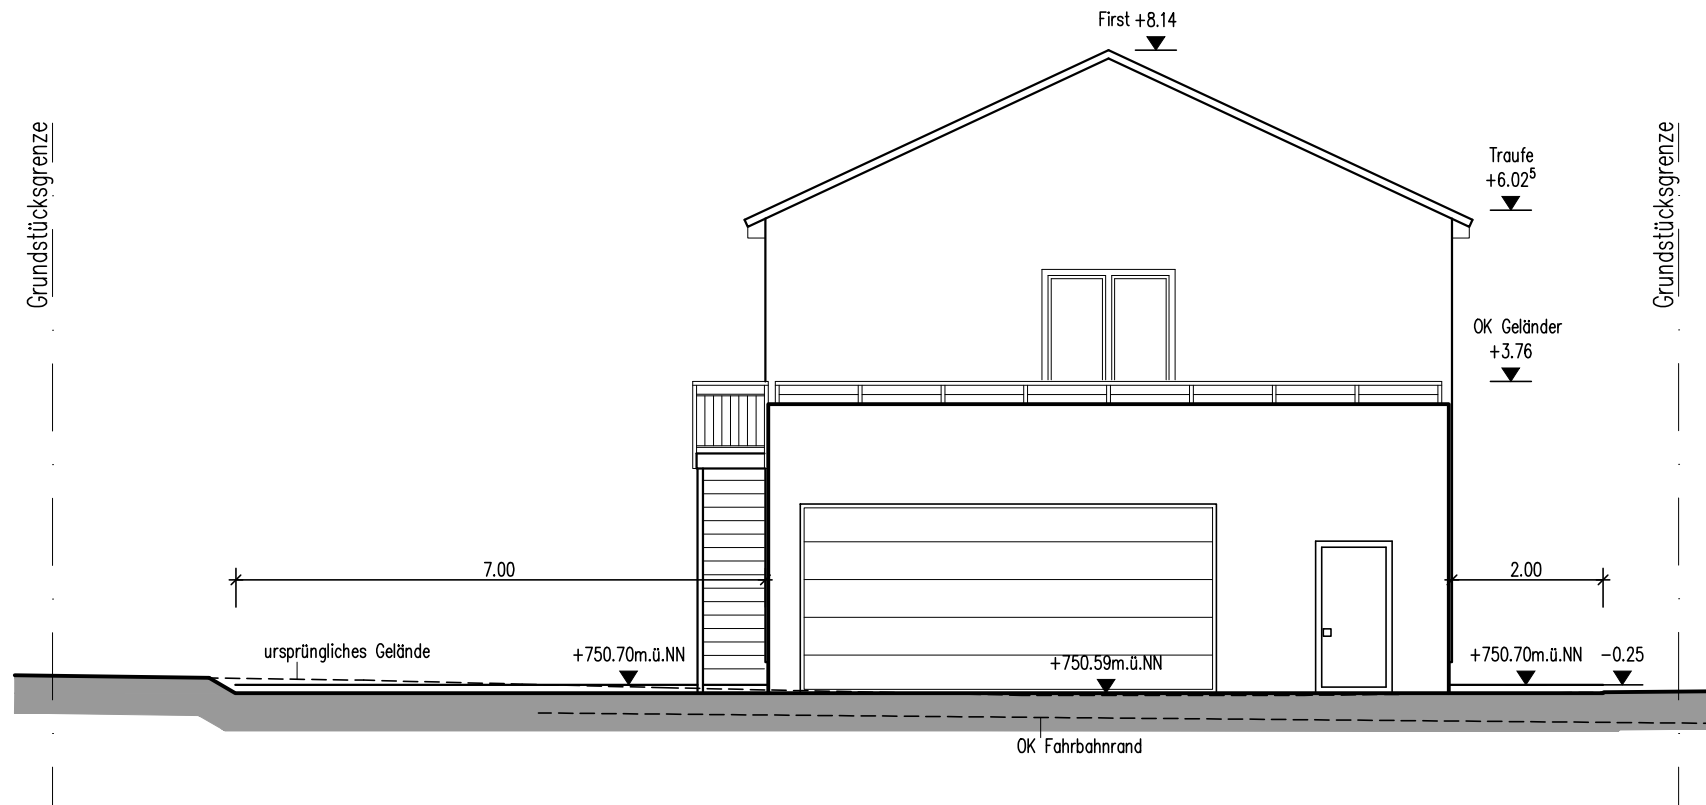 First +8.14
Grundstücksgrenze
Grundstücksgrenze
Traufe
+6.02⁵
OK Geländer
+3.76
7.00
2.00
ursprüngliches Gelände
+750.70m.ü.NN
+750.59m.ü.NN
+750.70m.ü.NN
-0.25
OK Fahrbahnrand